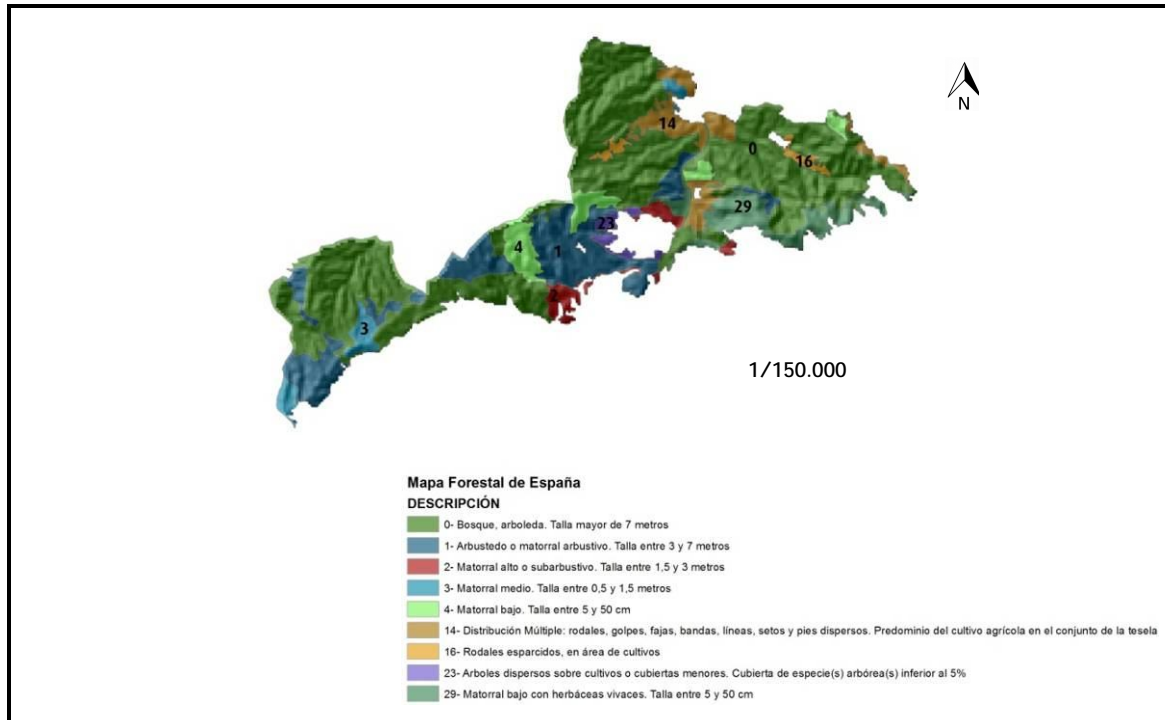 N
14
0
16
29
23
4
1
2
3
1/150.000
Mapa Forestal de España
DESCRIPCIÓN
0- Bosque, arboleda. Talla mayor de 7 metros
1- Arbustedo o matorral arbustivo. Talla entre 3 y 7 metros
2- Matorral alto o subarbustivo. Talla entre 1,5 y 3 metros
3- Matorral medio. Talla entre 0,5 y 1,5 metros
4- Matorral bajo. Talla entre 5 y 50 cm
14- Distribución Múltiple: rodales, golpes, fajas, bandas, líneas, setos y pies dispersos. Predominio del cultivo agrícola en el conjunto de la tesela
16- Rodales esparcidos, en área de cultivos
23- Arboles dispersos sobre cultivos o cubiertas menores. Cubierta de especie(s) arbórea(s) inferior al 5%
29- Matorral bajo con herbáceas vivaces. Talla entre 5 y 50 cm